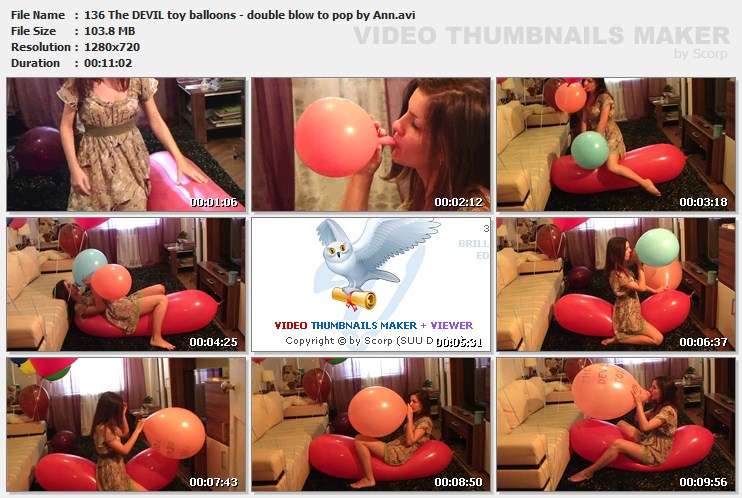 File Name : 136 The DEVIL toy balloons - double blow to pop by Ann.avi
File Size : 103.8 MB
Resolution : 1280x720
Duration : 00:11:02
VIDEO THUMBNAILS MAKER
by Scorp
00:01:06
00:02:12
00:03:18
00:04:25
3
BRILL
ED
VIDEO THUMBNAILS MAKER + VIEWER
Copyright © by Scorp (SUU D
00:05:31
00:06:37
00:07:43
00:08:50
00:09:56